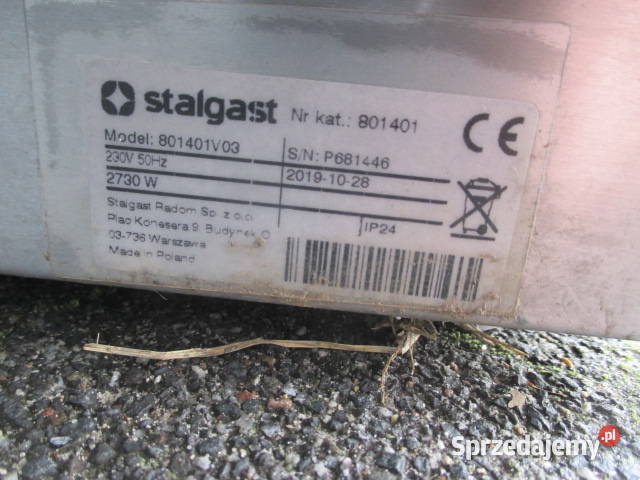 stalgast Nr kat.: 801401
Model: 801401V03
S/N: P681446
230V 50Hz
2019-10-28
2730 W
Stalgast Radom Sp. z o.o.
Plac Konesera 9, Budynek O
03-736 Warszawa
Made in Poland
IP24
CE
Sprzedajemy.pl